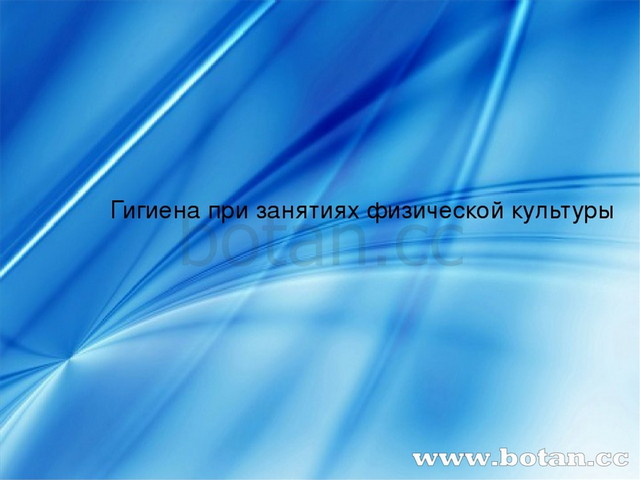 Гигиена при занятиях физической культуры
botan.cc
www.botan.cc